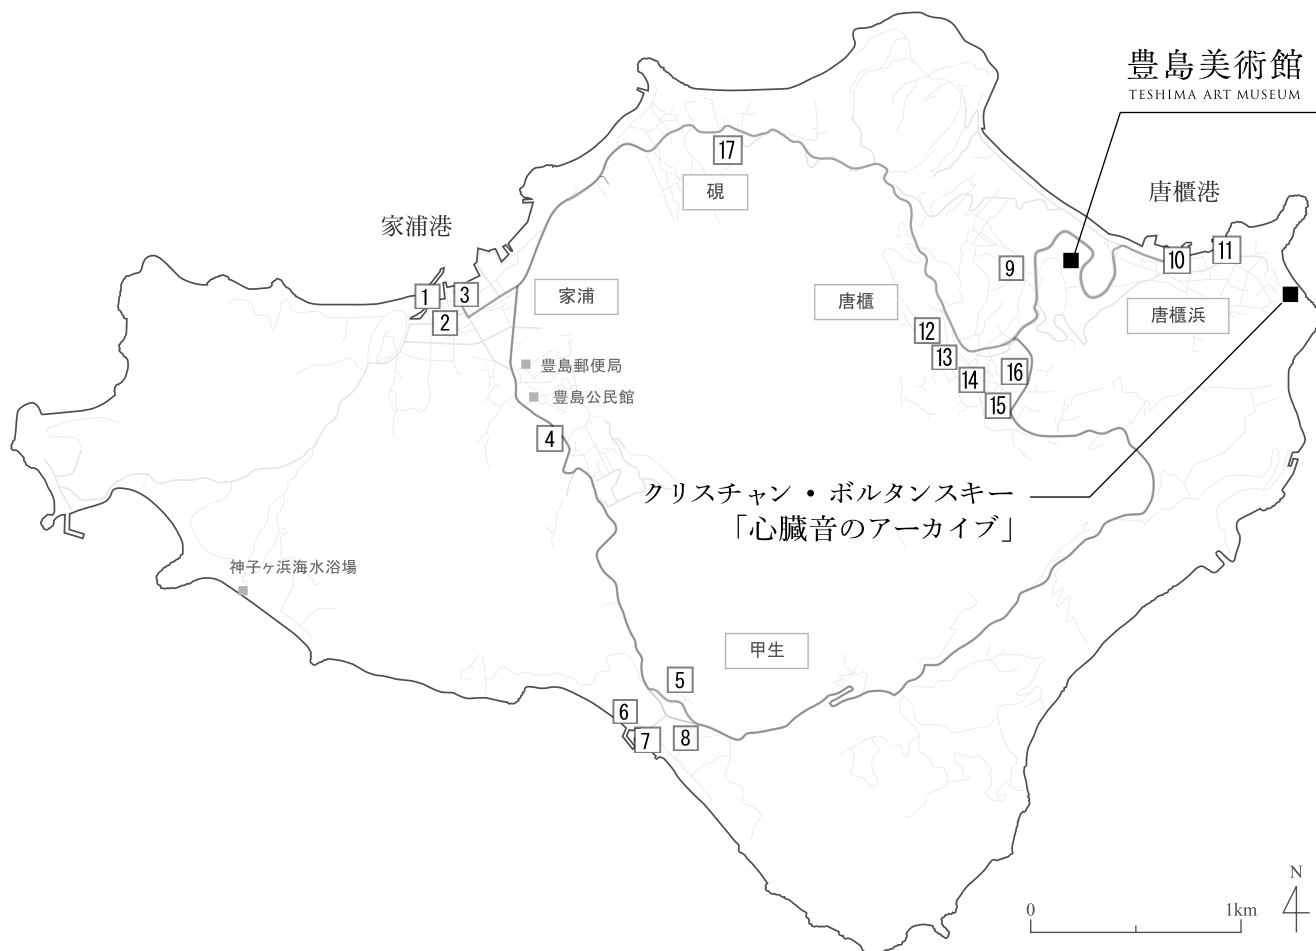 豊島美術館
TESHIMA ART MUSEUM
17
硯
唐櫃港
家浦港
11
10
9
1
3
2
家浦
唐櫃
唐櫃浜
12
13
14
16
15
豊島郵便局
豊島公民館
4
クリスチャン・ボルタンスキー
「心臓音のアーカイブ」
神子ヶ浜海水浴場
甲生
5
6
7
8
N
0
1km